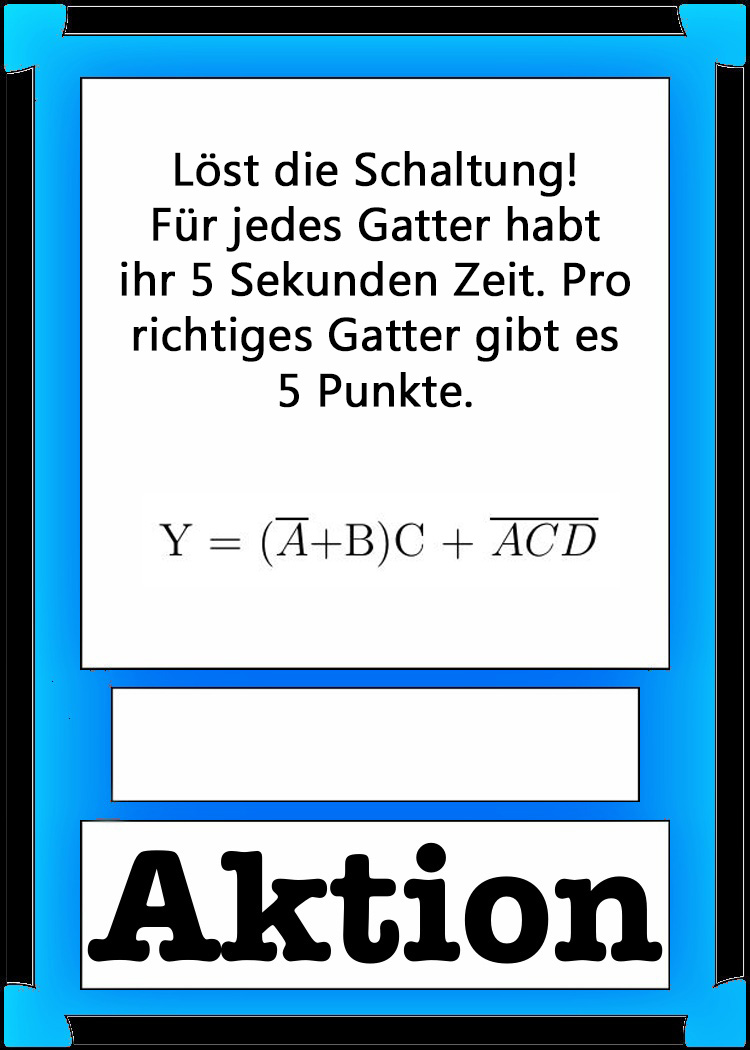 Löst die Schaltung!
Für jedes Gatter habt
ihr 5 Sekunden Zeit. Pro
richtiges Gatter gibt es
5 Punkte.
Y = (A̅+B)C + A̅C̅D̅
Aktion